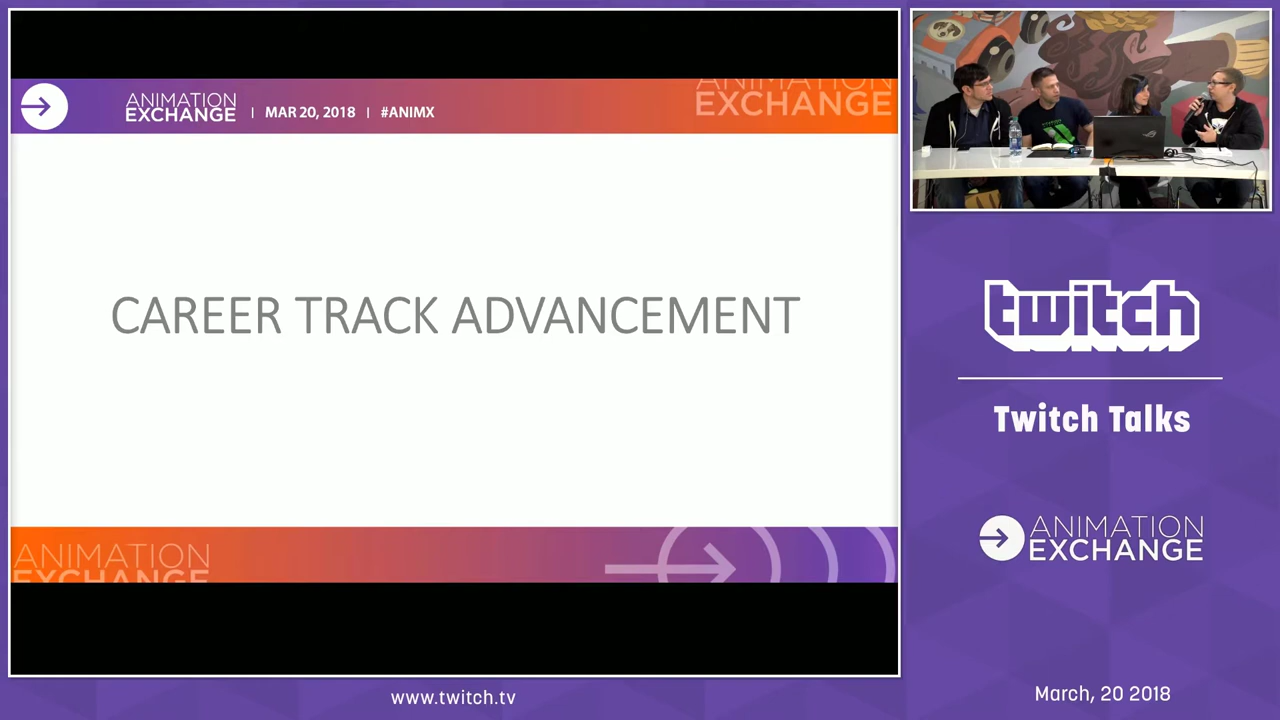 ANIMATION
EXCHANGE
| MAR 20, 2018 | #ANIMX
ANIMATION
EXCHANGE
CAREER TRACK ADVANCEMENT
ANIMATION
EXCHANGE
twitch
Twitch Talks
ANIMATION
EXCHANGE
www.twitch.tv
March, 20 2018